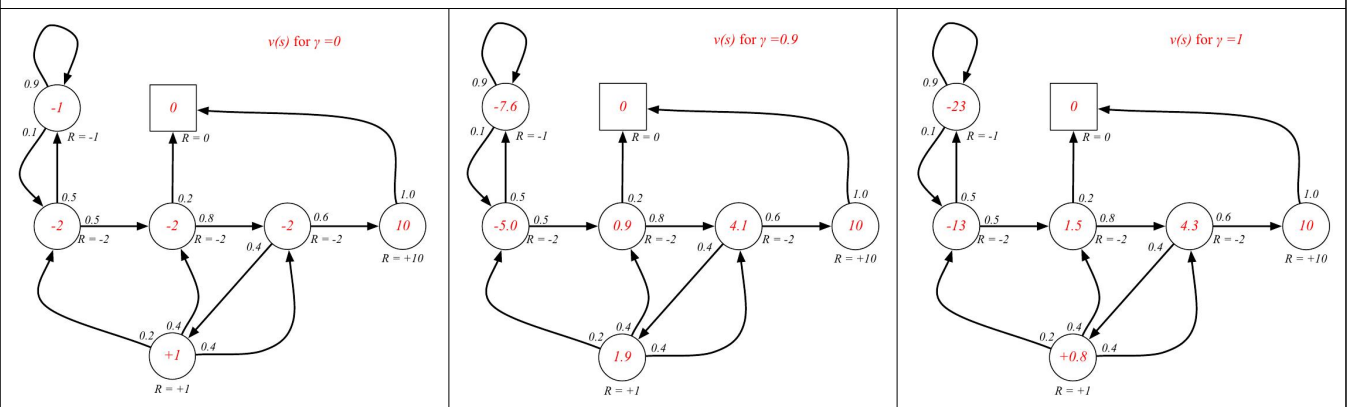 v(s) for γ =0
0.9
-1
0
0.1
R = -1
R = 0
0.5
0.2
1.0
-2
0.5
R = -2
-2
0.8
R = -2
-2
0.6
R = -2
10
0.4
R = +10
0.2
0.4
0.4
+1
R = +1
v(s) for γ =0.9
0.9
-7.6
0
0.1
R = -1
R = 0
0.5
0.2
1.0
-5.0
0.5
R = -2
0.9
0.8
R = -2
4.1
0.6
R = -2
10
0.4
R = +10
0.2
0.4
0.4
1.9
R = +1
v(s) for γ =1
0.9
-23
0
0.1
R = -1
R = 0
0.5
0.2
1.0
-13
0.5
R = -2
1.5
0.8
R = -2
4.3
0.6
R = -2
10
0.4
R = +10
0.2
0.4
0.4
+0.8
R = +1